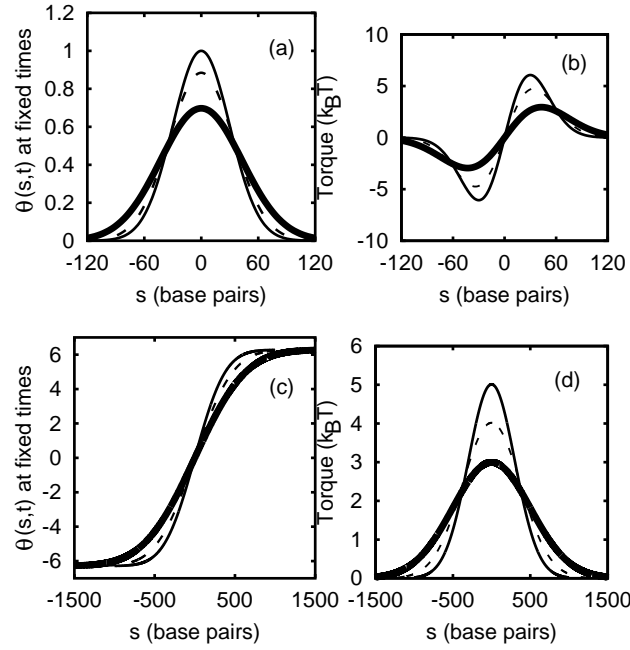 θ(s,t) at fixed times
1.2
1
0.8
0.6
0.4
0.2
0
(a)
-120 -60 0 60 120
s (base pairs)
Torque (kBT)
10
5
0
-5
-10
(b)
-120 -60 0 60 120
s (base pairs)
θ(s,t) at fixed times
6
4
2
0
-2
-4
-6
(c)
-1500 -500 500 1500
s (base pairs)
Torque (kBT)
6
5
4
3
2
1
0
(d)
-1500 -500 500 1500
s (base pairs)